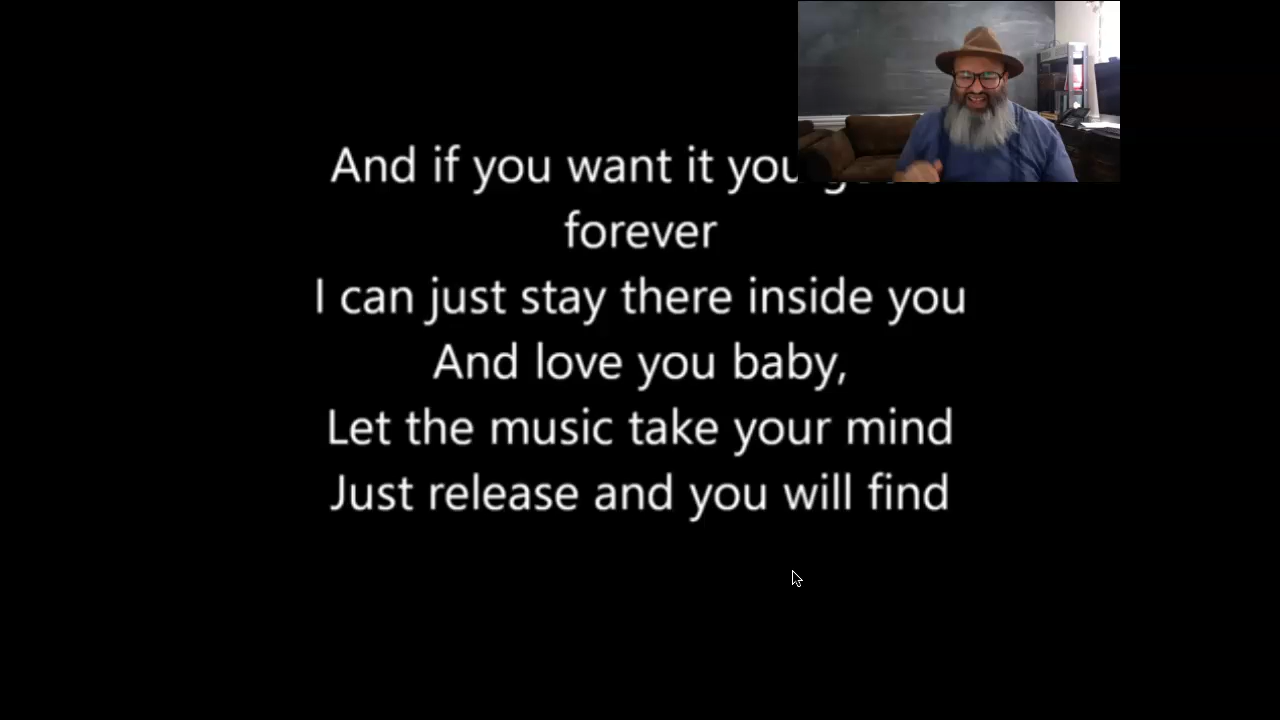 And if you want it you
forever
I can just stay there inside you
And love you baby,
Let the music take your mind
Just release and you will find